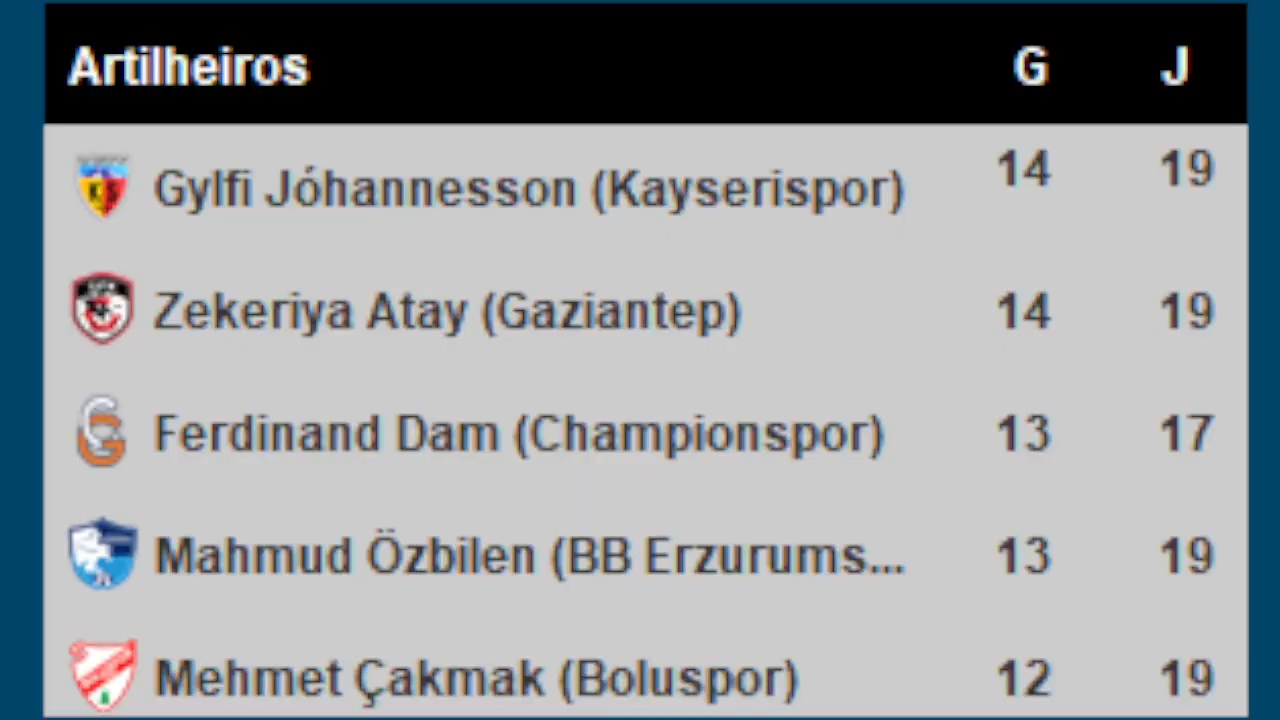 Artilheiros G J
Gylfi Jóhannesson (Kayserispor) 14 19
Zekeriya Atay (Gaziantep) 14 19
Ferdinand Dam (Championspor) 13 17
Mahmud Özbilen (BB Erzurums... 13 19
Mehmet Çakmak (Boluspor) 12 19